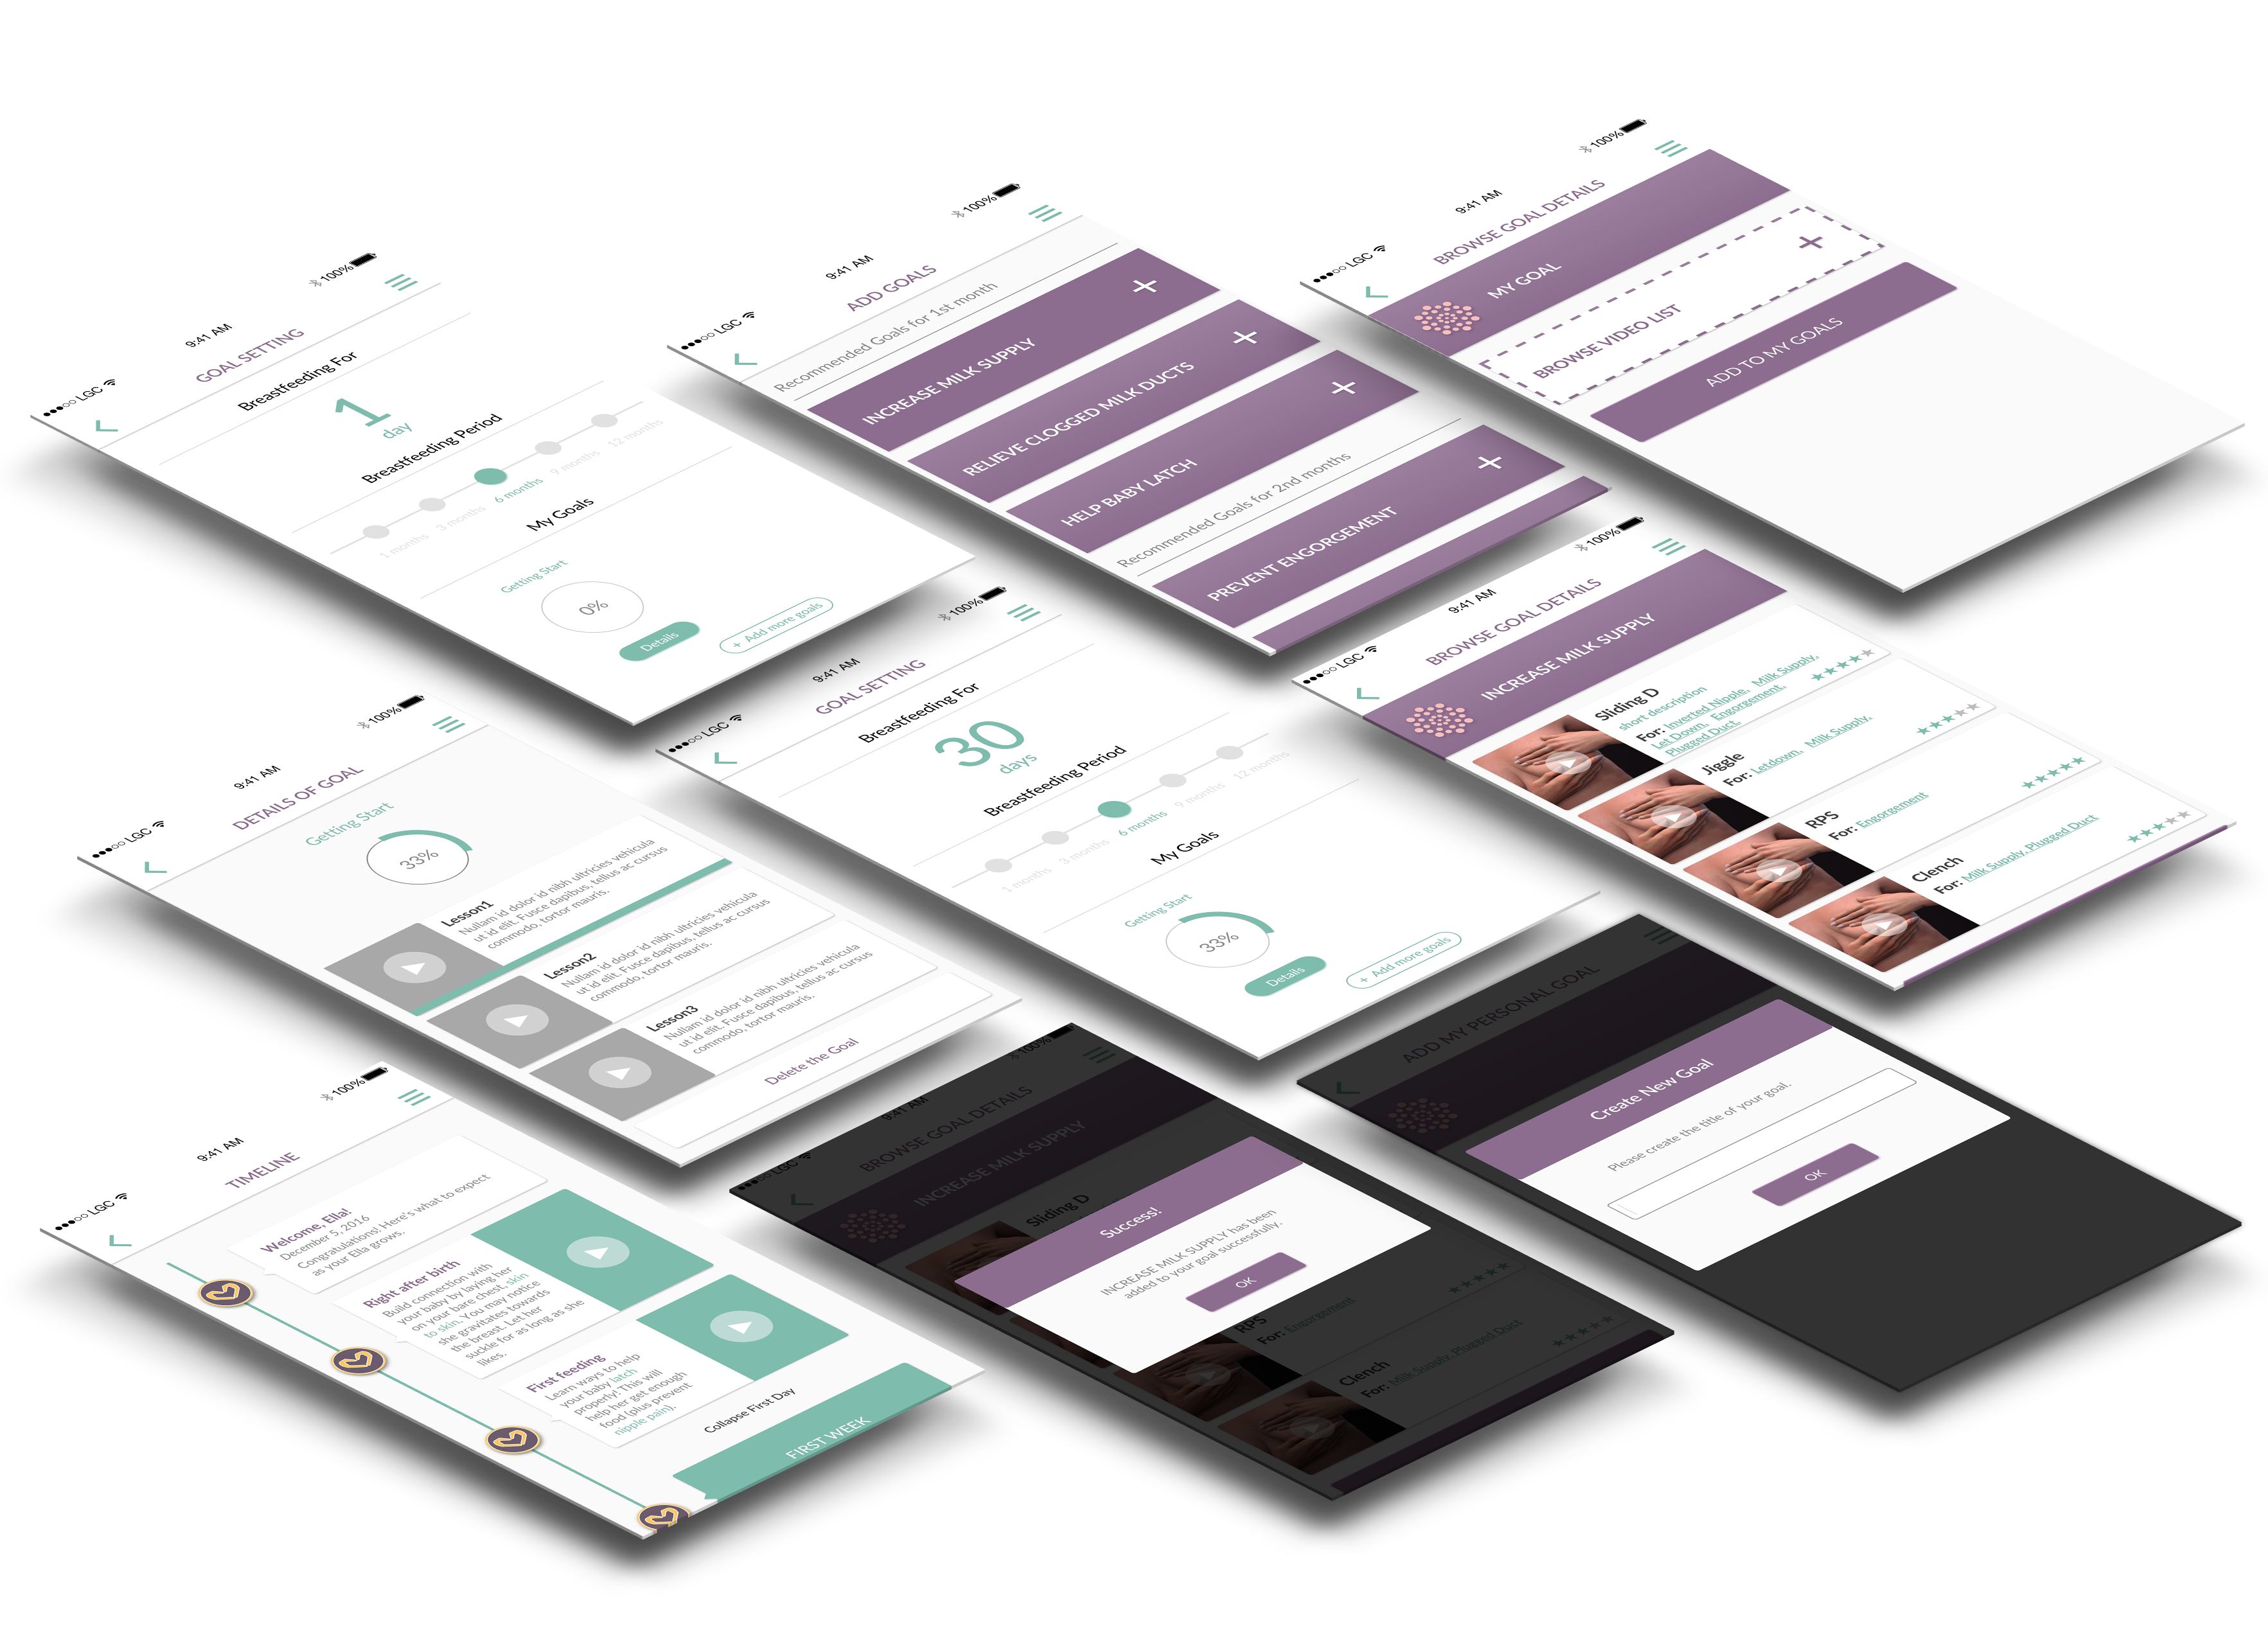 LGC
9:41 AM
100%
GOAL SETTING
Breastfeeding For
1
day
Breastfeeding Period
1 months
3 months
6 months
9 months
12 months
My Goals
Getting Start
0%
Details
+ Add more goals
LGC
9:41 AM
100%
ADD GOALS
Recommended Goals for 1st month
INCREASE MILK SUPPLY
RELIEVE CLOGGED MILK DUCTS
HELP BABY LATCH
Recommended Goals for 2nd months
PREVENT ENGORGEMENT
LGC
9:41 AM
100%
BROWSE GOAL DETAILS
MY GOAL
BROWSE VIDEO LIST
ADD TO MY GOALS
LGC
9:41 AM
100%
DETAILS OF GOAL
Getting Start
33%
Lesson1
Nullam id dolor id nibh ultricies vehicula
ut id elit. Fusce dapibus, tellus ac cursus
commodo, tortor mauris.
Lesson2
Nullam id dolor id nibh ultricies vehicula
ut id elit. Fusce dapibus, tellus ac cursus
commodo, tortor mauris.
Lesson3
Nullam id dolor id nibh ultricies vehicula
ut id elit. Fusce dapibus, tellus ac cursus
commodo, tortor mauris.
Delete the Goal
LGC
9:41 AM
100%
GOAL SETTING
Breastfeeding For
30
days
Breastfeeding Period
1 months
3 months
6 months
9 months
12 months
My Goals
Getting Start
33%
Details
+ Add more goals
LGC
9:41 AM
100%
BROWSE GOAL DETAILS
INCREASE MILK SUPPLY
Sliding D
short description
For: Inverted Nipple, Milk Supply,
Let Down, Engorgement,
Plugged Duct,
Jiggle
For: Letdown, Milk Supply,
RPS
For: Engorgement
Clench
For: Milk Supply, Plugged Duct
LGC
9:41 AM
100%
TIMELINE
Welcome, Ella!
December 5, 2016
Congratulations! Here's what to expect
as your Ella grows.
Right after birth
Build connection with
your baby by laying her
on your bare chest, skin
to skin. You may notice
she gravitates towards
the breast. Let her
suckle for as long as she
likes.
First feeding
Learn ways to help
your baby latch
properly! This will
help her get enough
food (plus prevent
nipple pain).
Collapse First Day
FIRST WEEK
LGC
9:41 AM
100%
BROWSE GOAL DETAILS
INCREASE MILK SUPPLY
Sliding D
Success!
INCREASE MILK SUPPLY has been
added to your goal successfully.
OK
RPS
For: Engorgement
Clench
For: Milk Supply, Plugged Duct
ADD MY PERSONAL GOAL
Create New Goal
Please create the title of your goal.
OK